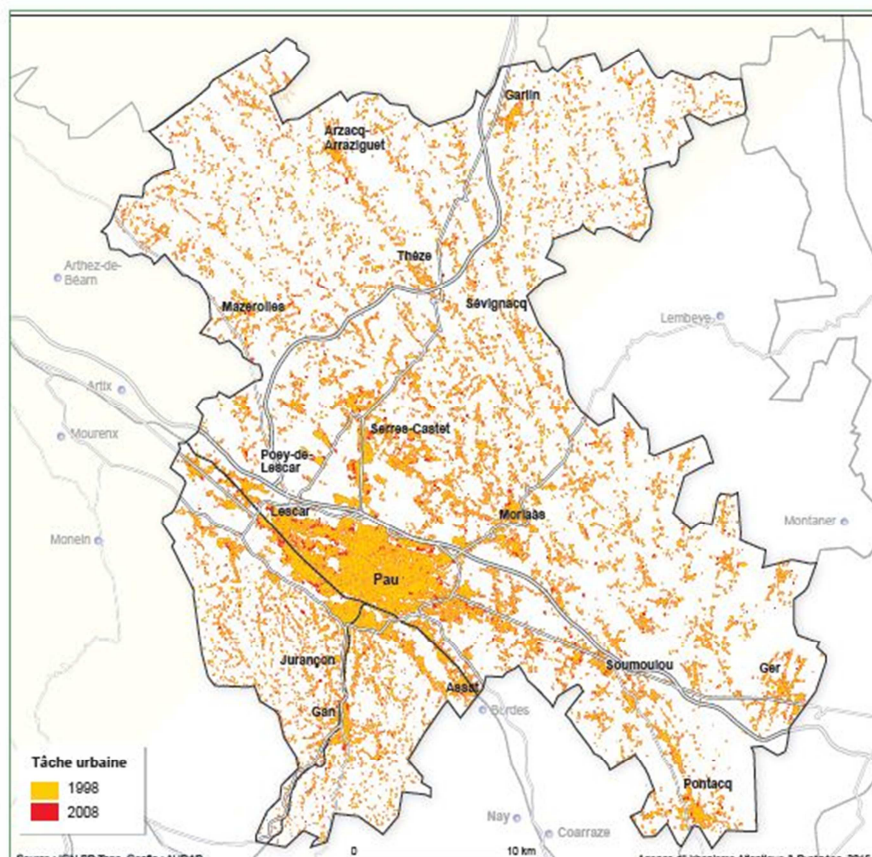 Garlin
Arzacq-
Arraziguet
Thèze
Arthez-de-
Béarn
Mazerolles
Sévignacq
Lembeye
Artix
Serres-Castet
Mourenx
Poey-de-
Lescar
Lescar
Morlaàs
Montaner
Monein
Pau
Jurançon
Soumoulou
Ger
Assat
Gan
Bordes
Tâche urbaine
1998
2008
Pontacq
Nay
Coarraze
0
10 km